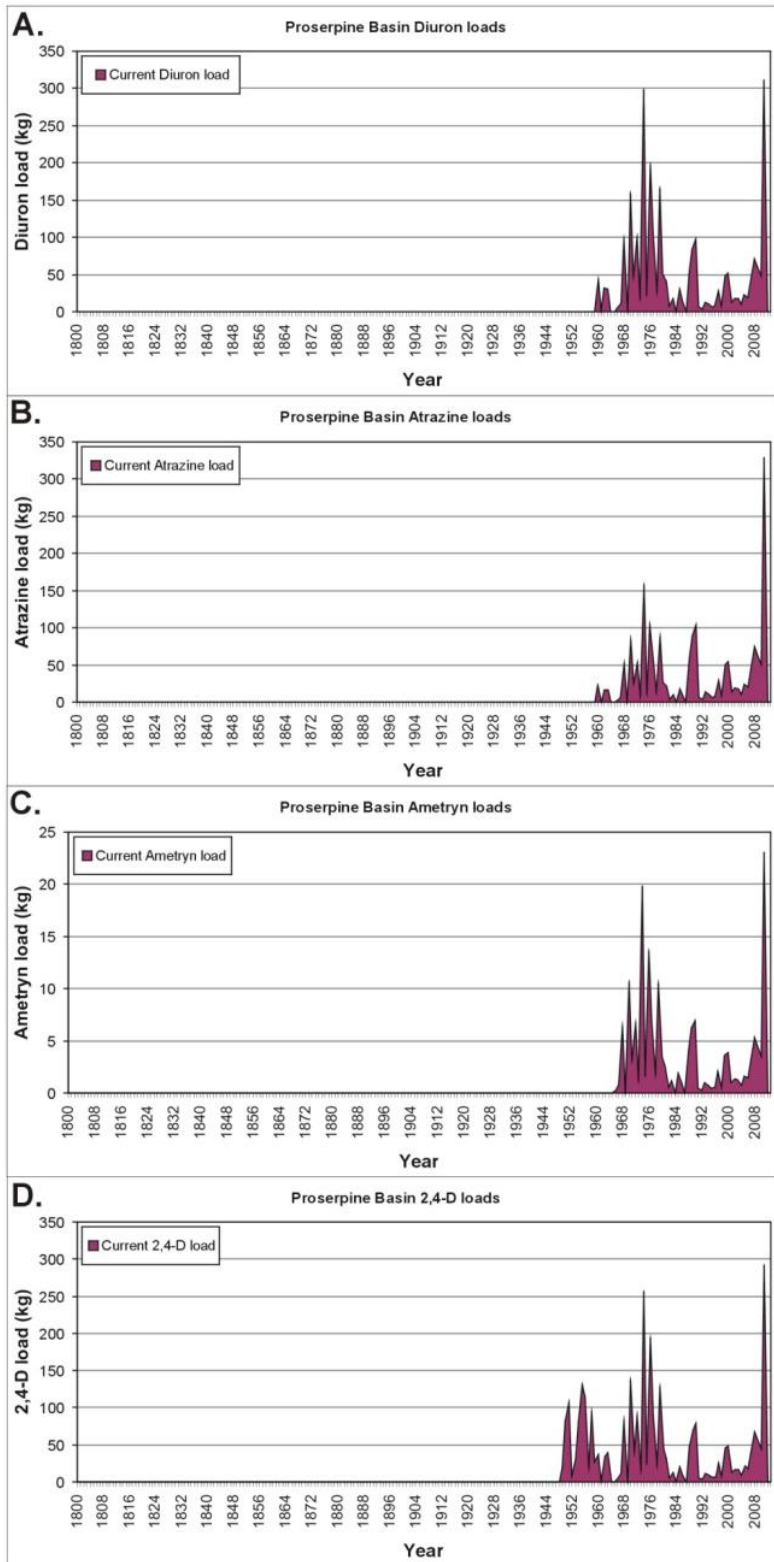 A.
Proserpine Basin Diuron loads
Current Diuron load
Diuron load (kg)
350
300
250
200
150
100
50
0
1800 1808 1816 1824 1832 1840 1848 1856 1864 1872 1880 1888 1896 1904 1912 1920 1928 1936 1944 1952 1960 1968 1976 1984 1992 2000 2008
Year
B.
Proserpine Basin Atrazine loads
Current Atrazine load
Atrazine load (kg)
350
300
250
200
150
100
50
0
1800 1808 1816 1824 1832 1840 1848 1856 1864 1872 1880 1888 1896 1904 1912 1920 1928 1936 1944 1952 1960 1968 1976 1984 1992 2000 2008
Year
C.
Proserpine Basin Ametryn loads
Current Ametryn load
Ametryn load (kg)
25
20
15
10
5
0
1800 1808 1816 1824 1832 1840 1848 1856 1864 1872 1880 1888 1896 1904 1912 1920 1928 1936 1944 1952 1960 1968 1976 1984 1992 2000 2008
Year
D.
Proserpine Basin 2,4-D loads
Current 2,4-D load
2,4-D load (kg)
350
300
250
200
150
100
50
0
1800 1808 1816 1824 1832 1840 1848 1856 1864 1872 1880 1888 1896 1904 1912 1920 1928 1936 1944 1952 1960 1968 1976 1984 1992 2000 2008
Year